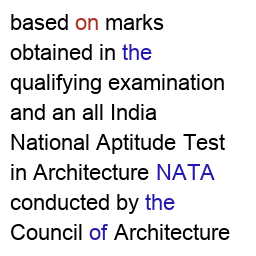 based on marks
obtained in the
qualifying examination
and an all India
National Aptitude Test
in Architecture NATA
conducted by the
Council of Architecture